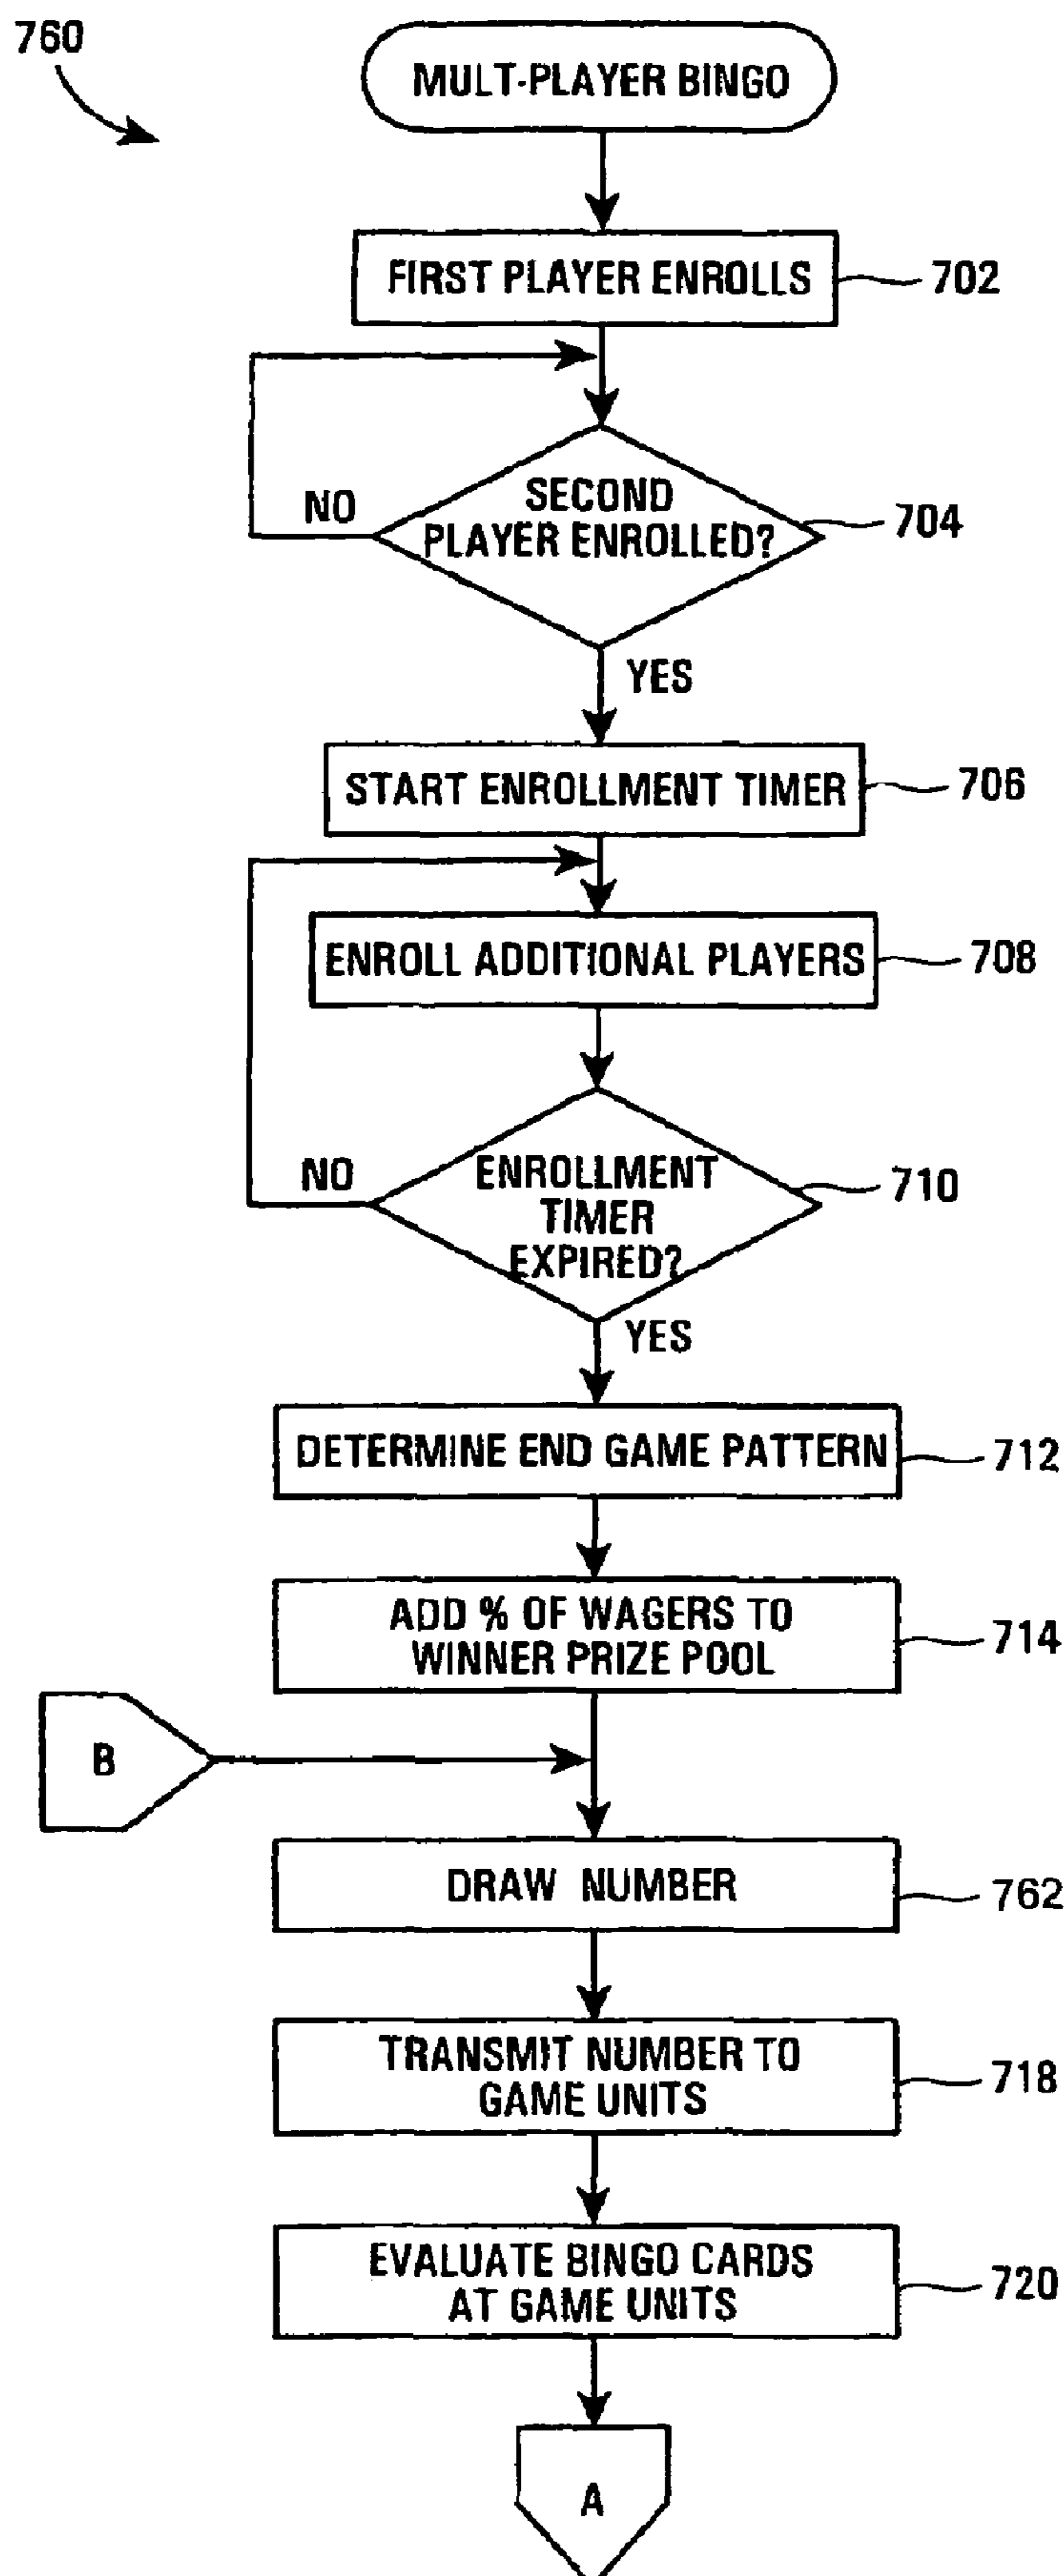 760
MULT-PLAYER BINGO
FIRST PLAYER ENROLLS
702
SECOND
PLAYER ENROLLED?
704
NO
YES
START ENROLLMENT TIMER
706
ENROLL ADDITIONAL PLAYERS
708
ENROLLMENT
TIMER
EXPIRED?
710
NO
YES
DETERMINE END GAME PATTERN
712
ADD % OF WAGERS TO
WINNER PRIZE POOL
714
B
DRAW NUMBER
762
TRANSMIT NUMBER TO
GAME UNITS
718
EVALUATE BINGO CARDS
AT GAME UNITS
720
A